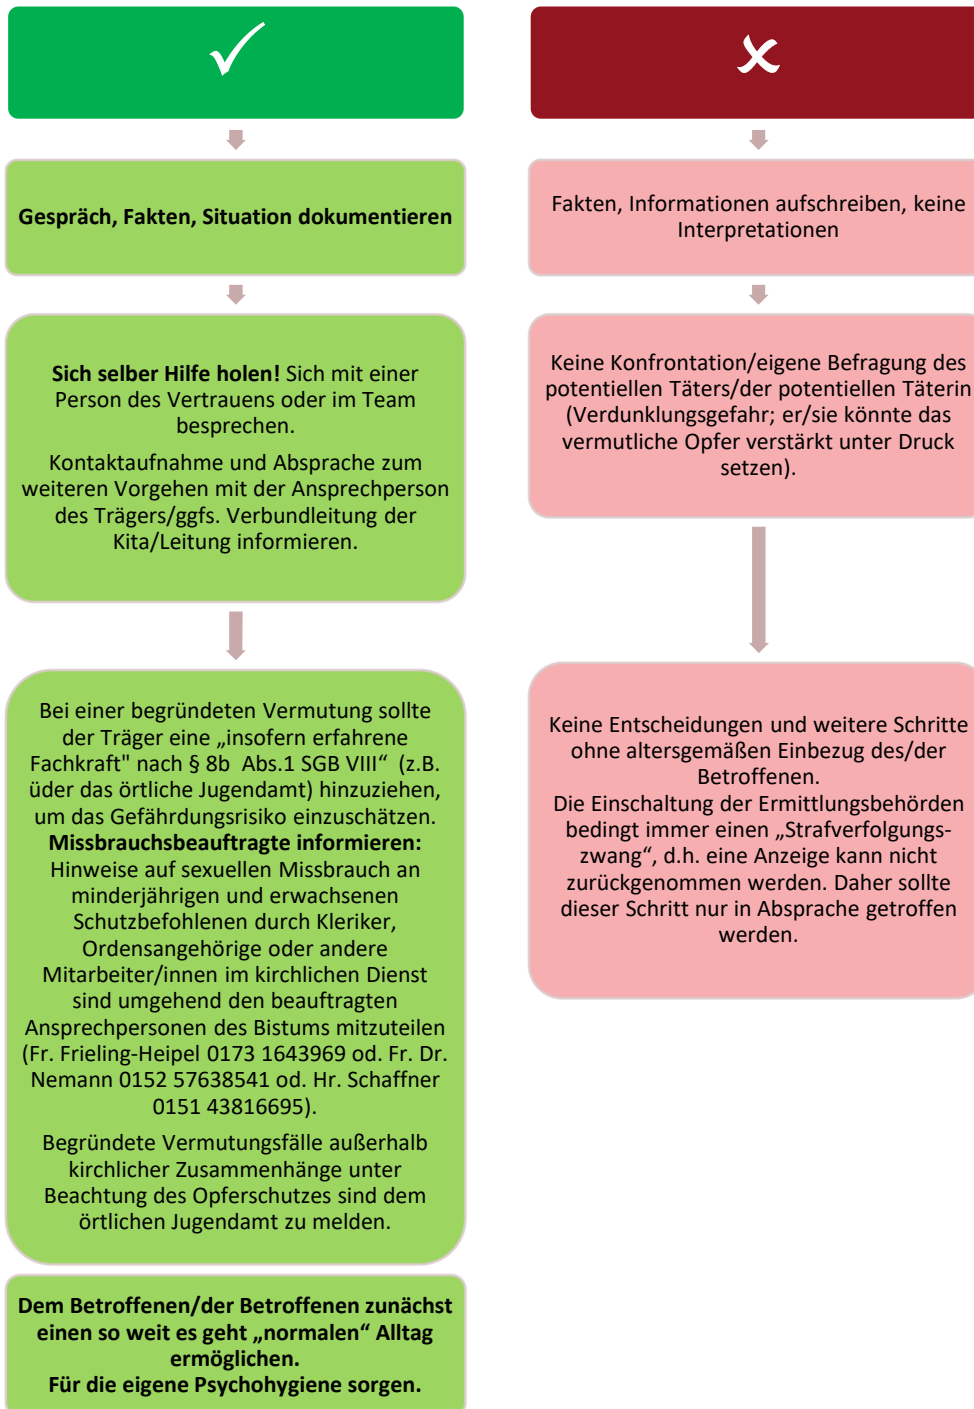 Gespräch, Fakten, Situation dokumentieren
Sich selber Hilfe holen! Sich mit einer
Person des Vertrauens oder im Team
besprechen.
Kontaktaufnahme und Absprache zum
weiteren Vorgehen mit der Ansprechperson
des Trägers/ggfs. Verbundleitung der
Kita/Leitung informieren.
Bei einer begründeten Vermutung sollte
der Träger eine „insofern erfahrene
Fachkraft" nach § 8b Abs.1 SGB VIII“ (z.B.
üder das örtliche Jugendamt) hinzuziehen,
um das Gefährdungsrisiko einzuschätzen.
Missbrauchsbeauftragte informieren:
Hinweise auf sexuellen Missbrauch an
minderjährigen und erwachsenen
Schutzbefohlenen durch Kleriker,
Ordensangehörige oder andere
Mitarbeiter/innen im kirchlichen Dienst
sind umgehend den beauftragten
Ansprechpersonen des Bistums mitzuteilen
(Fr. Frieling-Heipel 0173 1643969 od. Fr. Dr.
Nemann 0152 57638541 od. Hr. Schaffner
0151 43816695).
Begründete Vermutungsfälle außerhalb
kirchlicher Zusammenhänge unter
Beachtung des Opferschutzes sind dem
örtlichen Jugendamt zu melden.
Dem Betroffenen/der Betroffenen zunächst
einen so weit es geht „normalen“ Alltag
ermöglichen.
Für die eigene Psychohygiene sorgen.
Fakten, Informationen aufschreiben, keine
Interpretationen
Keine Konfrontation/eigene Befragung des
potentiellen Täters/der potentiellen Täterin
(Verdunklungsgefahr; er/sie könnte das
vermutliche Opfer verstärkt unter Druck
setzen).
Keine Entscheidungen und weitere Schritte
ohne altersgemäßen Einbezug des/der
Betroffenen.
Die Einschaltung der Ermittlungsbehörden
bedingt immer einen „Strafverfolgungs-
zwang“, d.h. eine Anzeige kann nicht
zurückgenommen werden. Daher sollte
dieser Schritt nur in Absprache getroffen
werden.